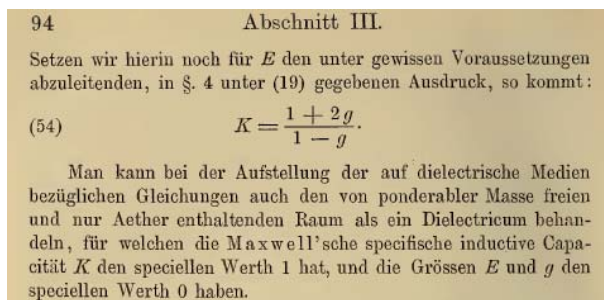 94 Abschnitt III.
Setzen wir hierin noch für E den unter gewissen Voraussetzungen
abzuleitenden, in §. 4 unter (19) gegebenen Ausdruck, so kommt:
(54) K = (1 + 2g)/(1 − g).
Man kann bei der Aufstellung der auf dielectrische Medien
bezüglichen Gleichungen auch den von ponderabler Masse freien
und nur Aether enthaltenden Raum als ein Dielectricum behan-
deln, für welchen die Maxwell'sche specifische inductive Capa-
cität K den speciellen Werth 1 hat, und die Grössen E und g den
speciellen Werth 0 haben.